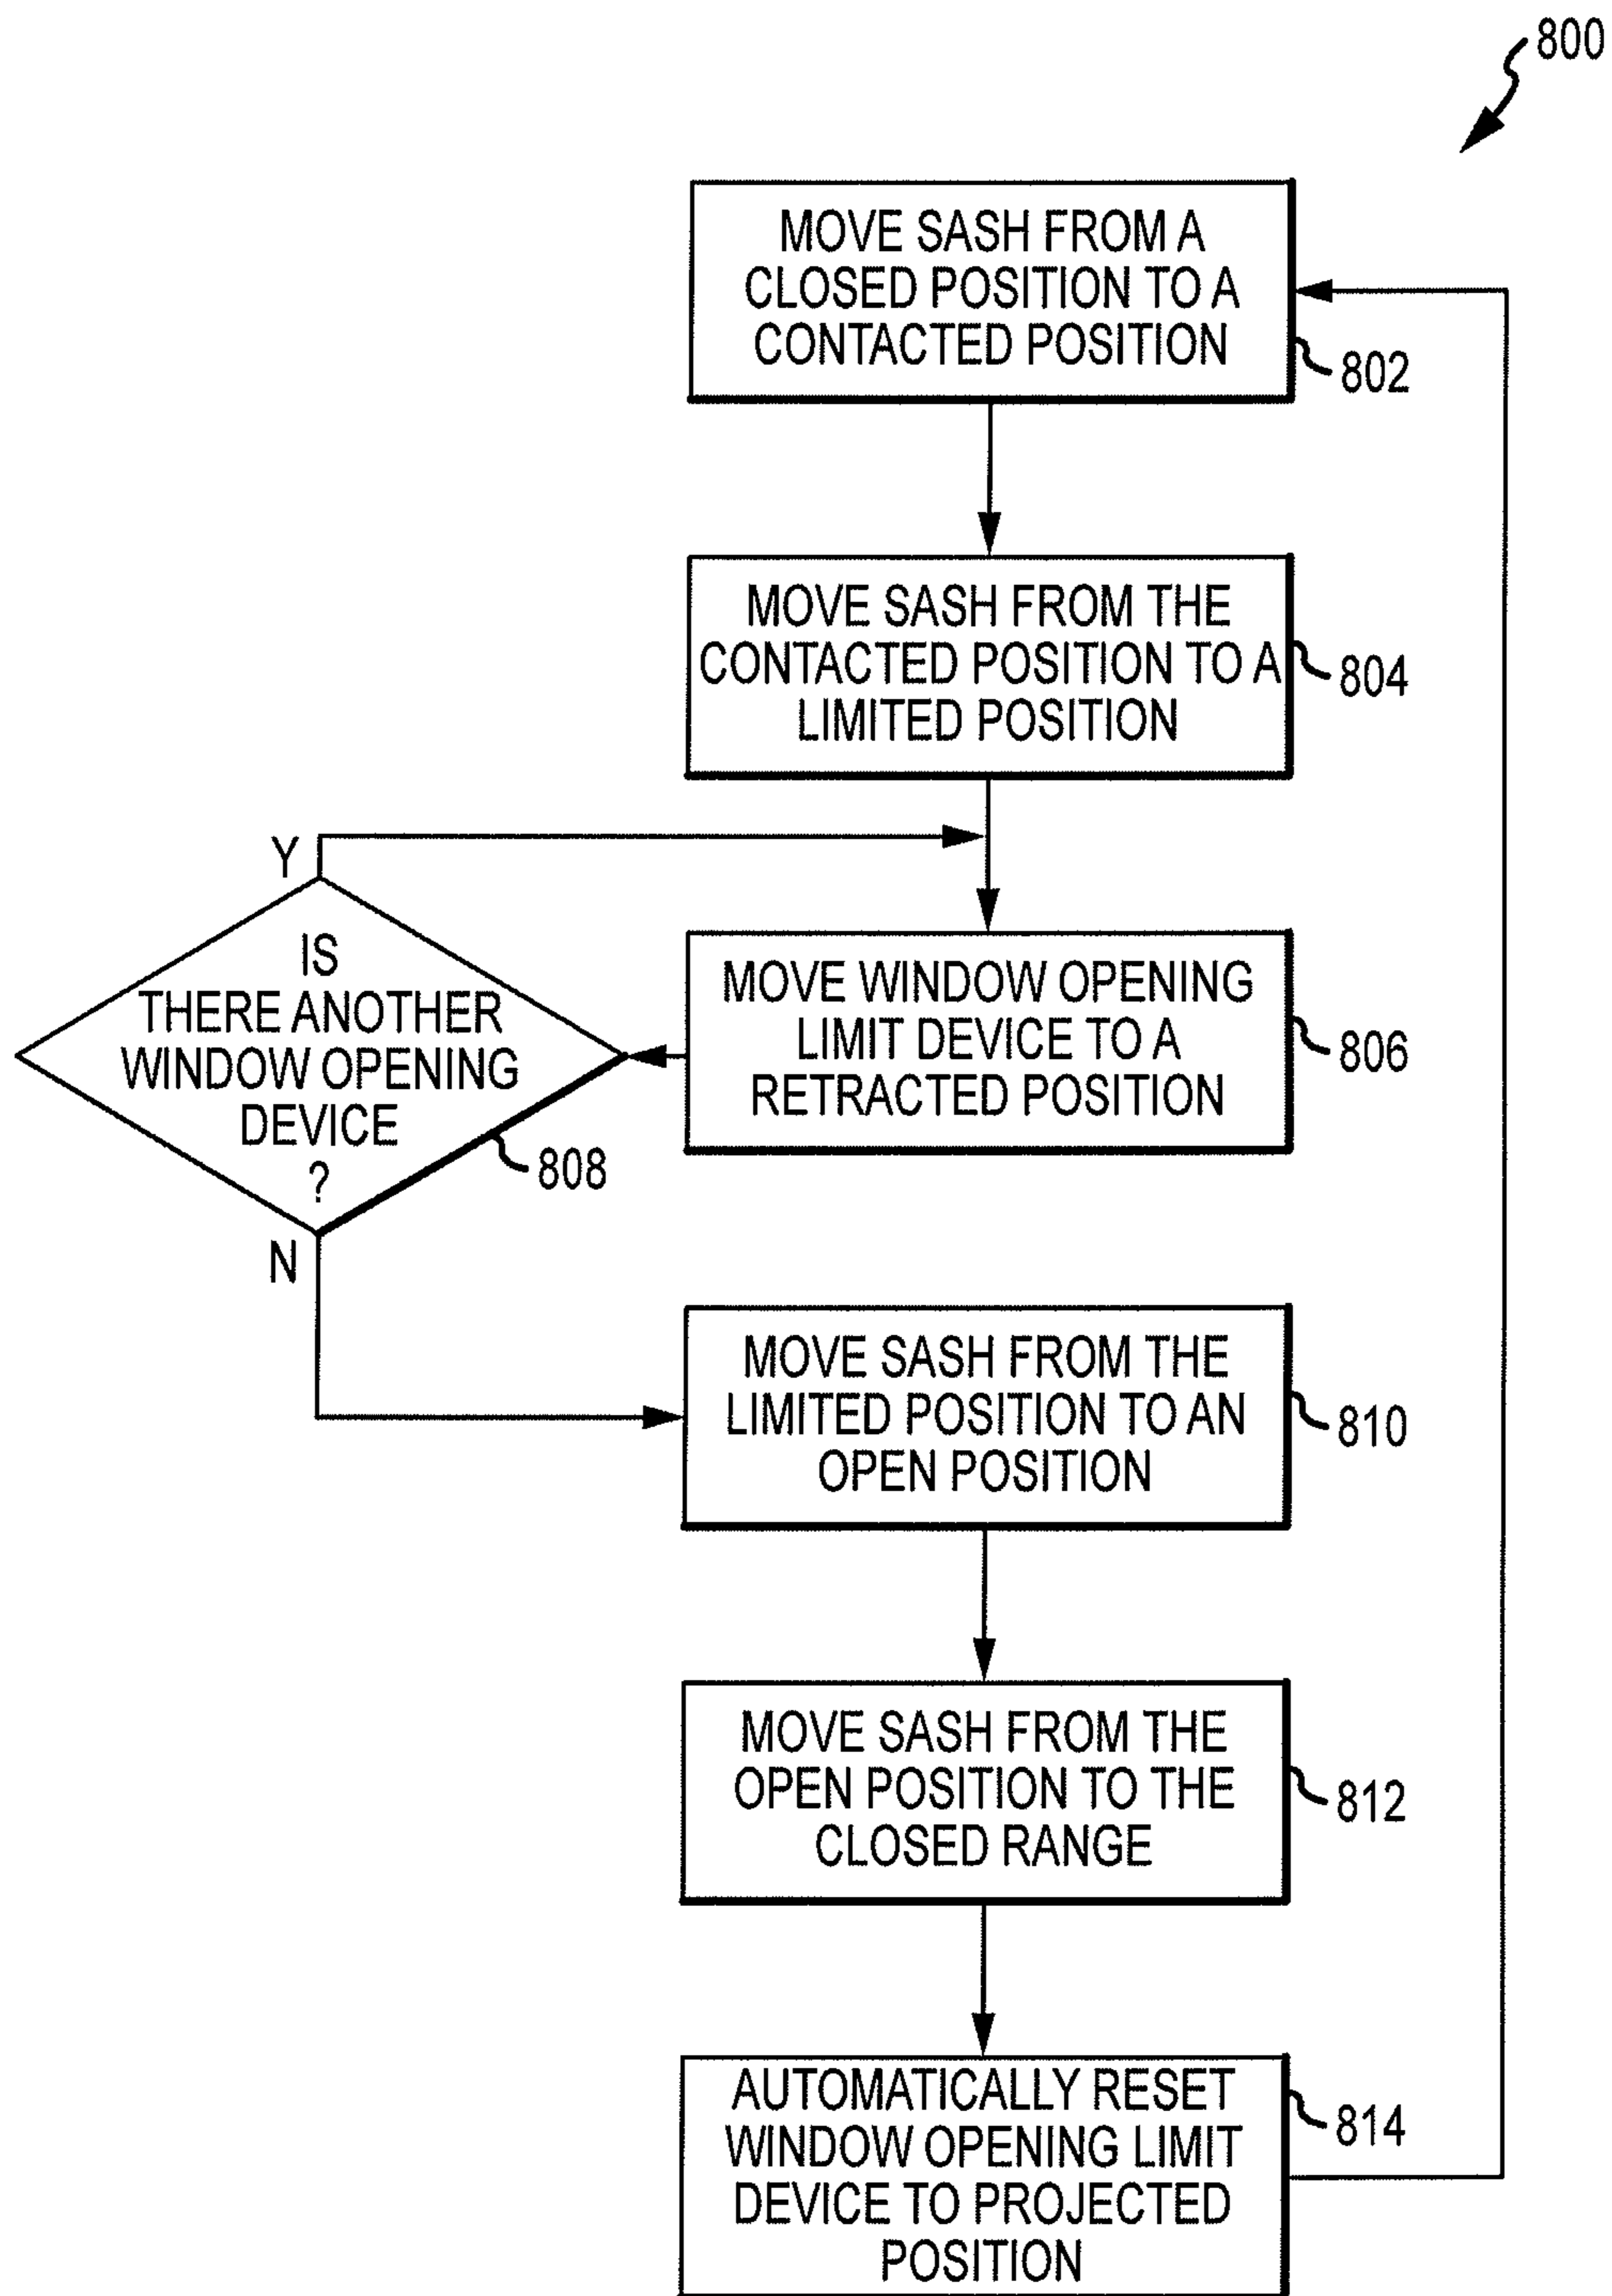 800
MOVE SASH FROM A
CLOSED POSITION TO A
CONTACTED POSITION
802
MOVE SASH FROM THE
CONTACTED POSITION TO A
LIMITED POSITION
804
Y
IS
THERE ANOTHER
WINDOW OPENING
DEVICE
?
808
N
MOVE WINDOW OPENING
LIMIT DEVICE TO A
RETRACTED POSITION
806
MOVE SASH FROM THE
LIMITED POSITION TO AN
OPEN POSITION
810
MOVE SASH FROM THE
OPEN POSITION TO THE
CLOSED RANGE
812
AUTOMATICALLY RESET
WINDOW OPENING LIMIT
DEVICE TO PROJECTED
POSITION
814